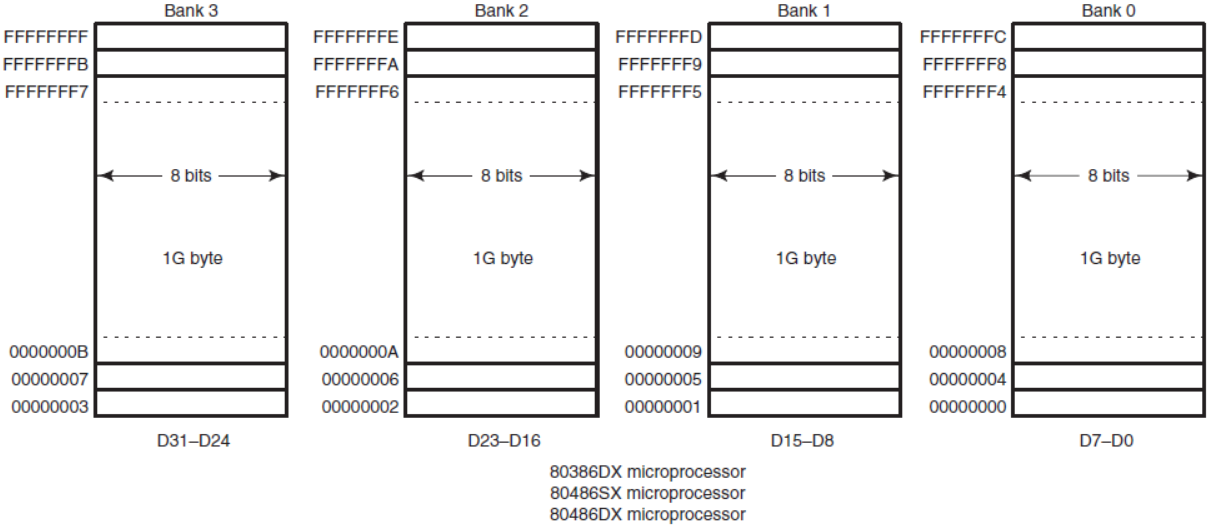 Bank 3 Bank 2 Bank 1 Bank 0
FFFFFFFF FFFFFFFE FFFFFFFD FFFFFFFC
FFFFFFFB FFFFFFFA FFFFFFF9 FFFFFFF8
FFFFFFF7 FFFFFFF6 FFFFFFF5 FFFFFFF4
8 bits 8 bits 8 bits 8 bits
1G byte 1G byte 1G byte 1G byte
0000000B 0000000A 00000009 00000008
00000007 00000006 00000005 00000004
00000003 00000002 00000001 00000000
D31–D24 D23–D16 D15–D8 D7–D0
80386DX microprocessor
80486SX microprocessor
80486DX microprocessor